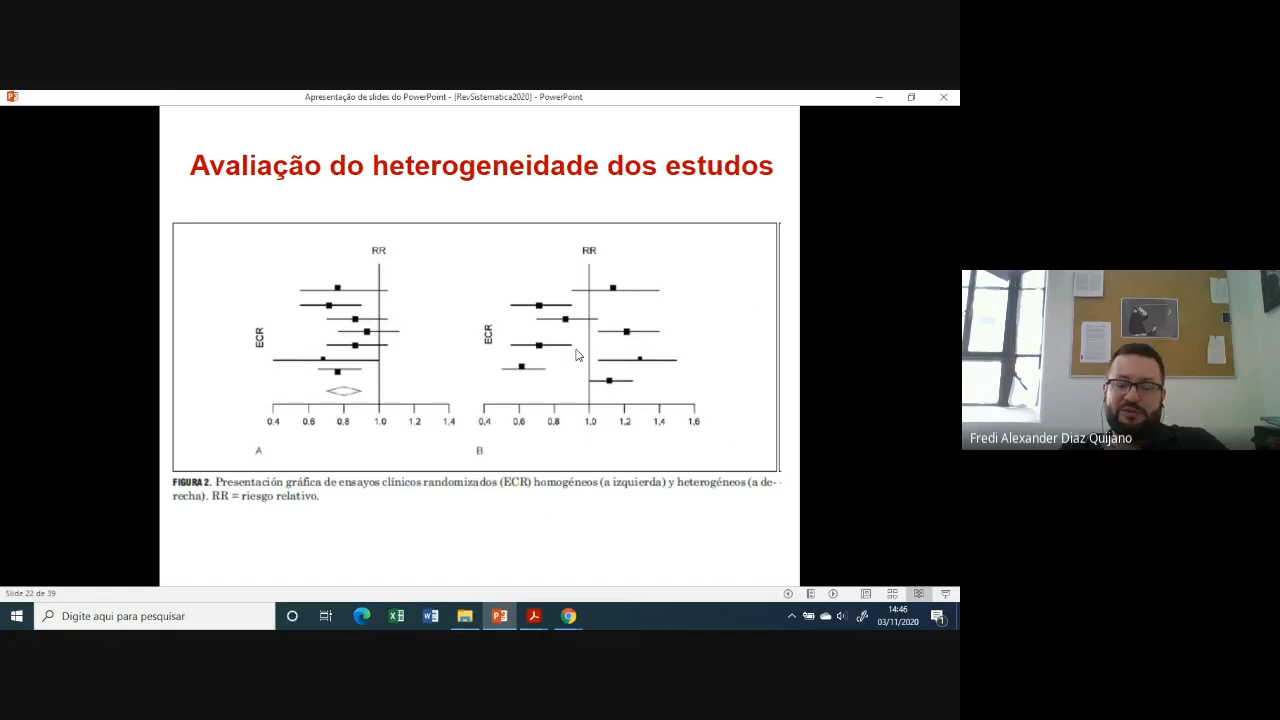 Apresentação de slides do PowerPoint - [RevSistematica2020] - PowerPoint
Avaliação do heterogeneidade dos estudos
RR
RR
ECR
ECR
0,4 0,6 0,8 1,0 1,2 1,4
0,4 0,6 0,8 1,0 1,2 1,4 1,6
A
B
FIGURA 2. Presentación gráfica de ensayos clínicos randomizados (ECR) homogéneos (a izquierda) y heterogéneos (a de-
recha). RR = riesgo relativo.
Fredi Alexander Diaz Quijano
Slide 22 de 39
Digite aqui para pesquisar
14:46
03/11/2020
1